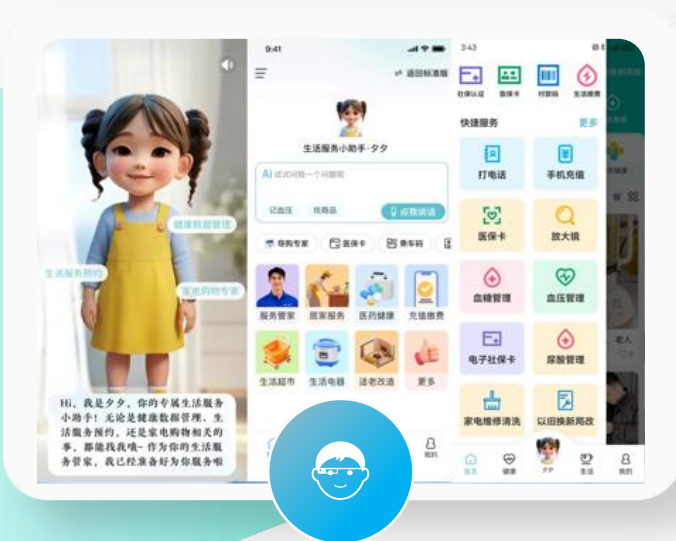 健康数据管理
生活服务预约
家电购物专家
Hi，我是夕夕，你的专属生活服务
小助手！无论是健康数据管理、生
活服务预约，还是家电购物相关的
事，都能找我哦~ 作为你的生活服
务管家，我已经准备好为你服务啦
9:41
返回标准版
生活服务小助手·夕夕
Ai 试试问我一个问题呢
记血压 找商品 点我说话
导购专家 医保卡 乘车码
服务管家 居家服务 医药健康 充值缴费
生活超市 生活电器 适老改造 更多
我的
3:43
社保认证 医保卡 付款码 生活缴费
快捷服务 更多
打电话 手机充值
医保卡 放大镜
血糖管理 血压管理
电子社保卡 尿酸管理
家电维修清洗 以旧换新局改
首页 健康 夕夕 生活 我的
老人